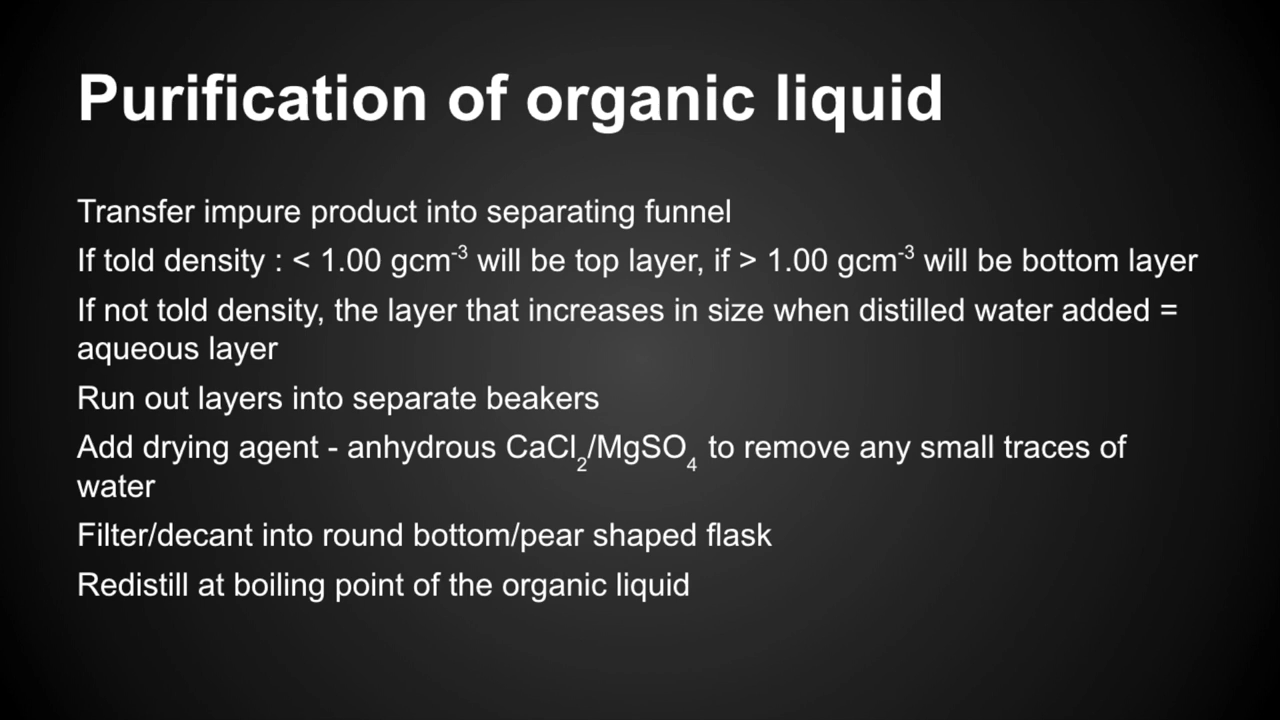 Purification of organic liquid
Transfer impure product into separating funnel
If told density : < 1.00 gcm⁻³ will be top layer, if > 1.00 gcm⁻³ will be bottom layer
If not told density, the layer that increases in size when distilled water added =
aqueous layer
Run out layers into separate beakers
Add drying agent - anhydrous CaCl₂/MgSO₄ to remove any small traces of
water
Filter/decant into round bottom/pear shaped flask
Redistill at boiling point of the organic liquid